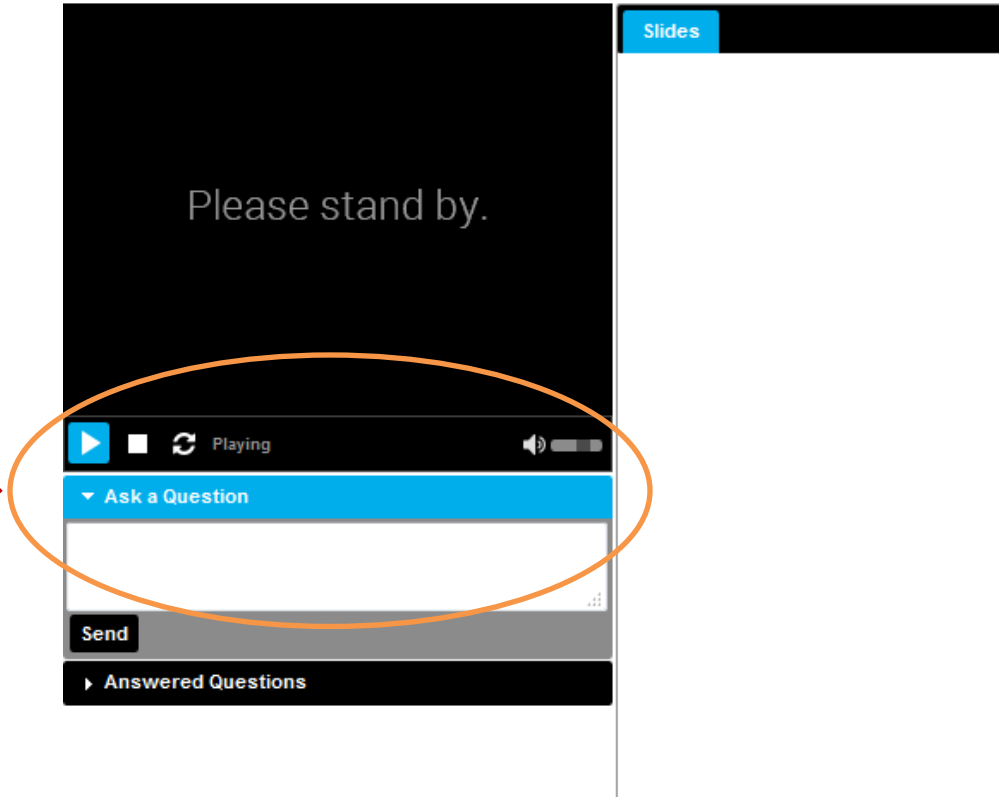 Slides
Please stand by.
Playing
Ask a Question
Send
Answered Questions